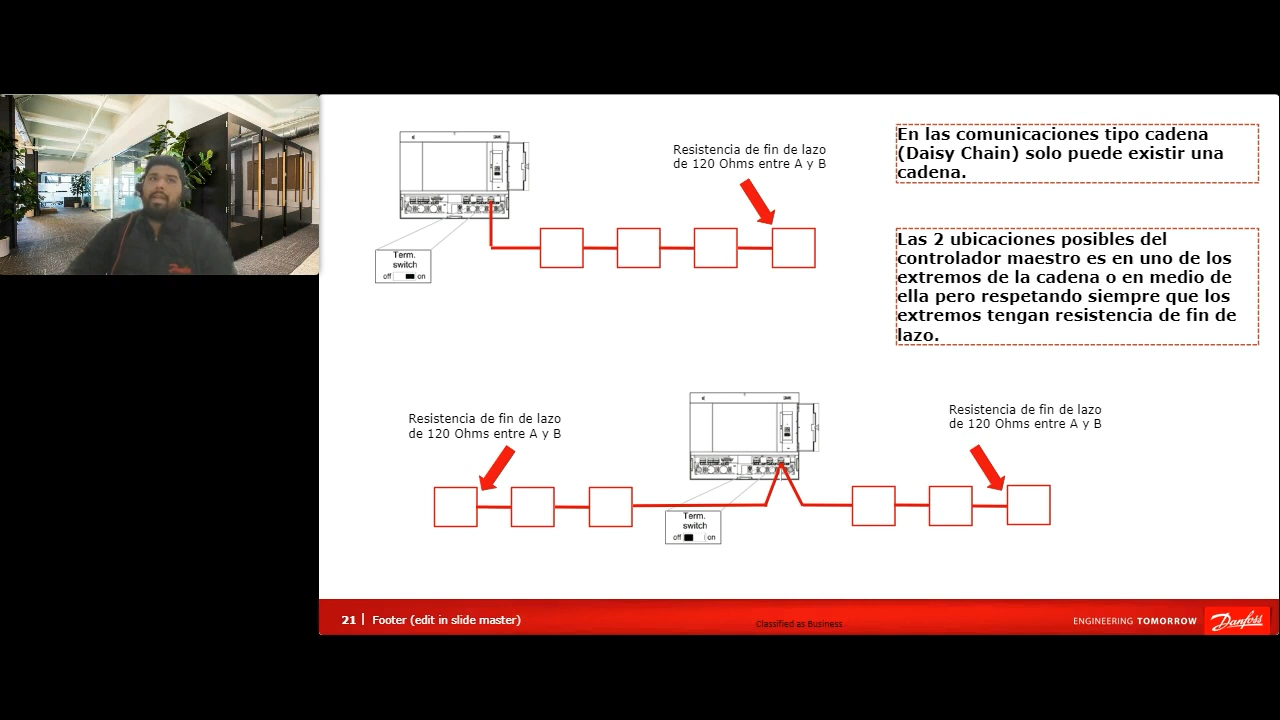 Resistencia de fin de lazo
de 120 Ohms entre A y B
Term.
switch
off on
En las comunicaciones tipo cadena
(Daisy Chain) solo puede existir una
cadena.
Las 2 ubicaciones posibles del
controlador maestro es en uno de los
extremos de la cadena o en medio de
ella pero respetando siempre que los
extremos tengan resistencia de fin de
lazo.
Resistencia de fin de lazo
de 120 Ohms entre A y B
Resistencia de fin de lazo
de 120 Ohms entre A y B
Term.
switch
off on
21 | Footer (edit in slide master)
Classified as Business
ENGINEERING TOMORROW
Danfoss